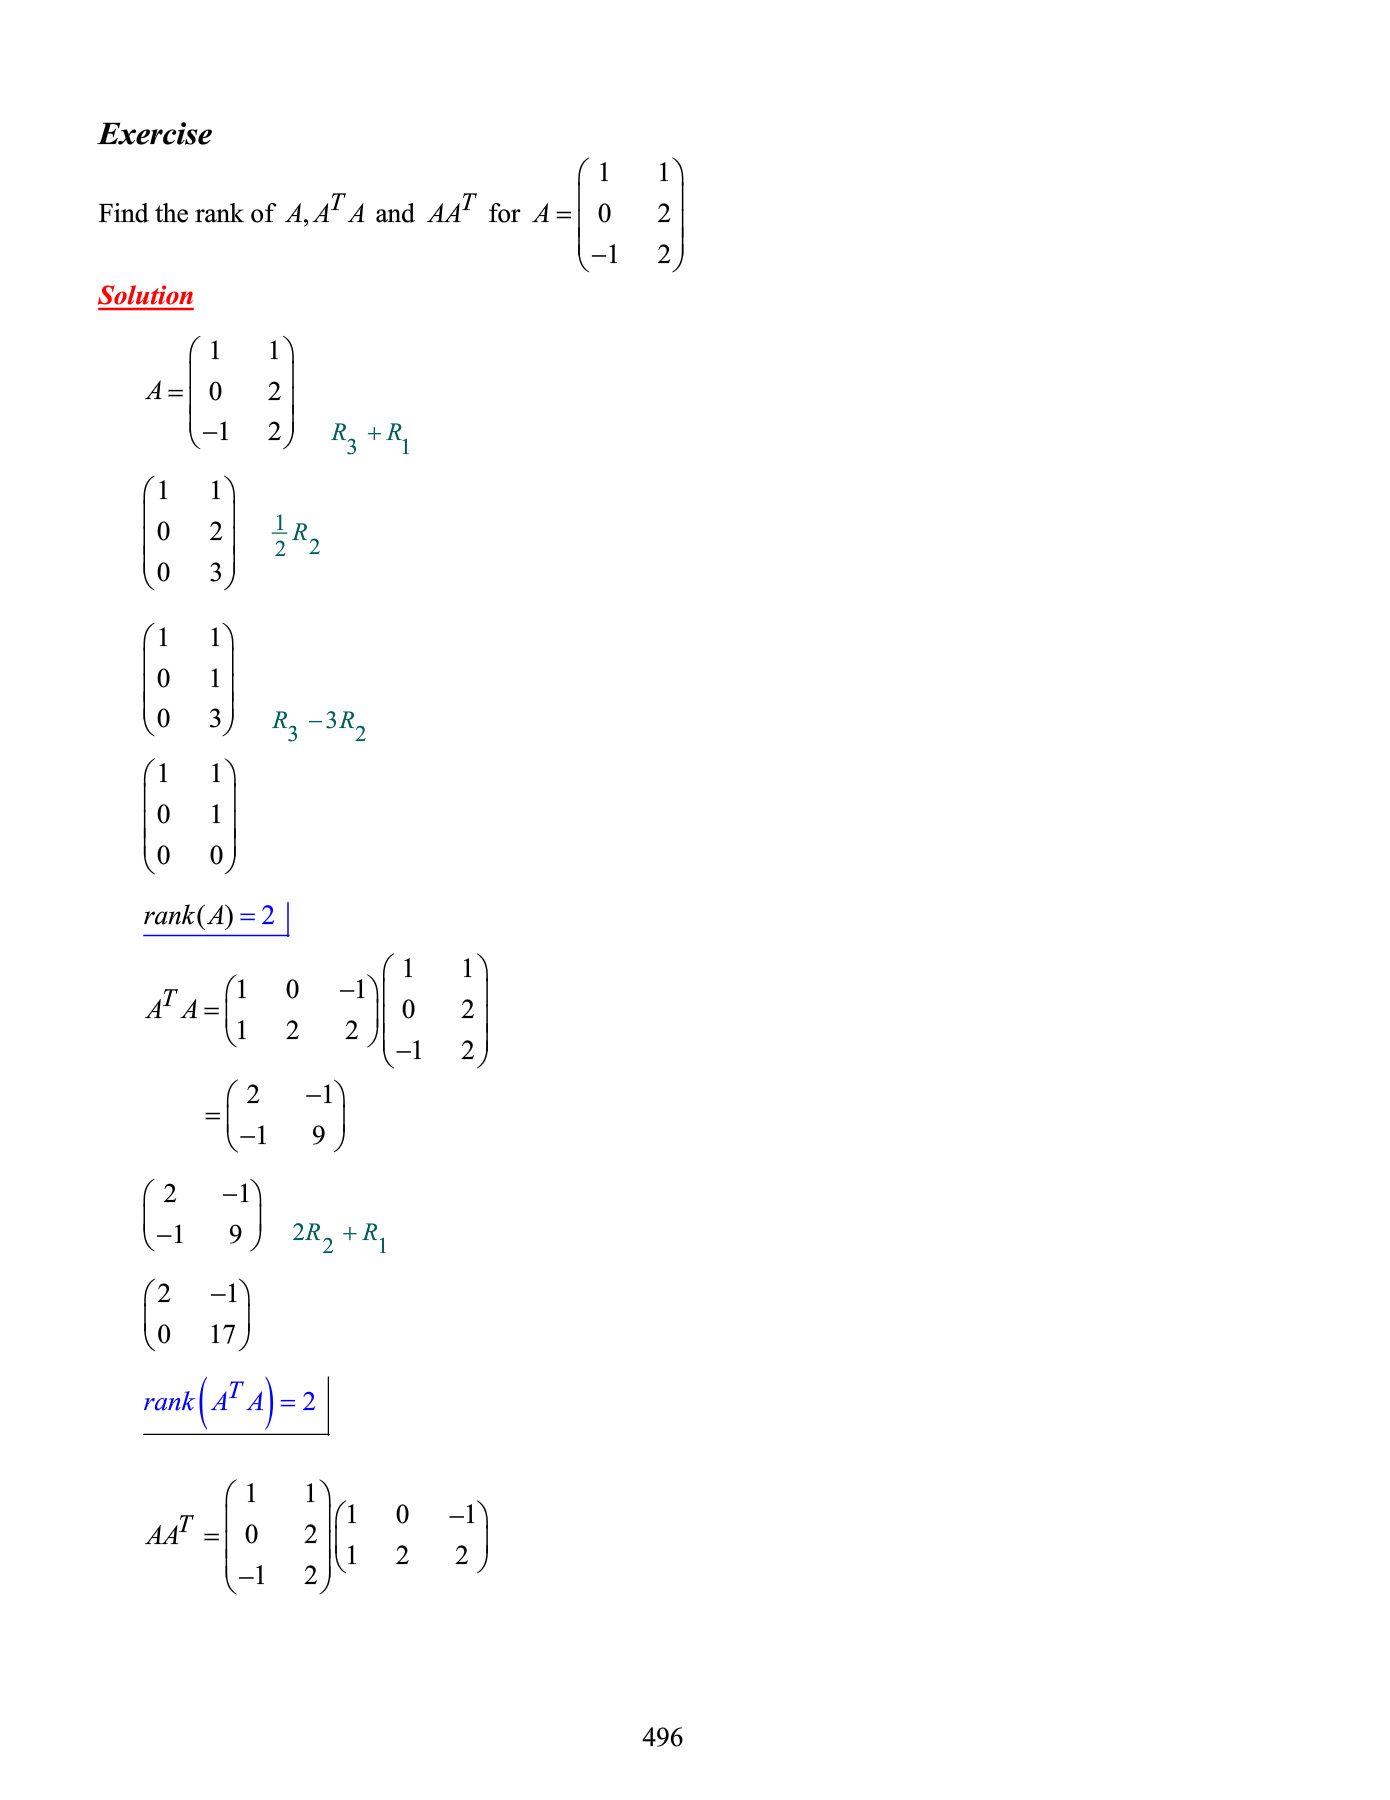 Exercise
Find the rank of A, A^T A and AA^T for A = \begin{pmatrix} 1 & 1 \\ 0 & 2 \\ -1 & 2 \end{pmatrix}
Solution
A = \begin{pmatrix} 1 & 1 \\ 0 & 2 \\ -1 & 2 \end{pmatrix} R_3 + R_1
\begin{pmatrix} 1 & 1 \\ 0 & 2 \\ 0 & 3 \end{pmatrix} \frac{1}{2} R_2
\begin{pmatrix} 1 & 1 \\ 0 & 1 \\ 0 & 3 \end{pmatrix} R_3 - 3R_2
\begin{pmatrix} 1 & 1 \\ 0 & 1 \\ 0 & 0 \end{pmatrix}
rank(A) = 2
A^T A = \begin{pmatrix} 1 & 0 & -1 \\ 1 & 2 & 2 \end{pmatrix} \begin{pmatrix} 1 & 1 \\ 0 & 2 \\ -1 & 2 \end{pmatrix}
= \begin{pmatrix} 2 & -1 \\ -1 & 9 \end{pmatrix}
\begin{pmatrix} 2 & -1 \\ -1 & 9 \end{pmatrix} 2R_2 + R_1
\begin{pmatrix} 2 & -1 \\ 0 & 17 \end{pmatrix}
rank(A^T A) = 2
AA^T = \begin{pmatrix} 1 & 1 \\ 0 & 2 \\ -1 & 2 \end{pmatrix} \begin{pmatrix} 1 & 0 & -1 \\ 1 & 2 & 2 \end{pmatrix}
496